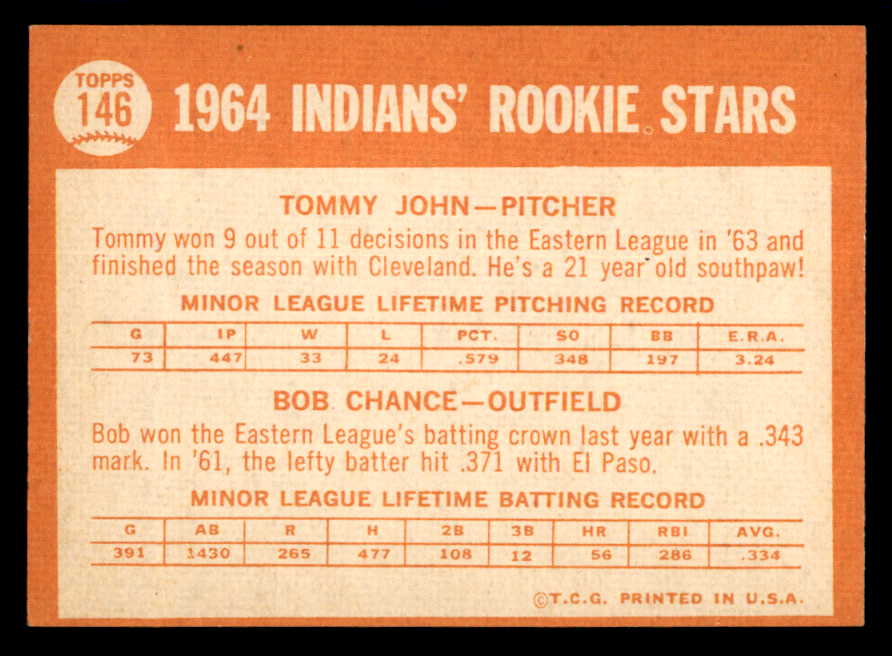 TOPPS
146
1964 INDIANS' ROOKIE STARS
TOMMY JOHN—PITCHER
Tommy won 9 out of 11 decisions in the Eastern League in '63 and
finished the season with Cleveland. He's a 21 year old southpaw!
MINOR LEAGUE LIFETIME PITCHING RECORD
G IP W L PCT. SO BB E.R.A.
73 447 33 24 .579 348 197 3.24
BOB CHANCE—OUTFIELD
Bob won the Eastern League's batting crown last year with a .343
mark. In '61, the lefty batter hit .371 with El Paso.
MINOR LEAGUE LIFETIME BATTING RECORD
G AB R H 2B 3B HR RBI AVG.
391 1430 265 477 108 12 56 286 .334
©T.C.G. PRINTED IN U.S.A.